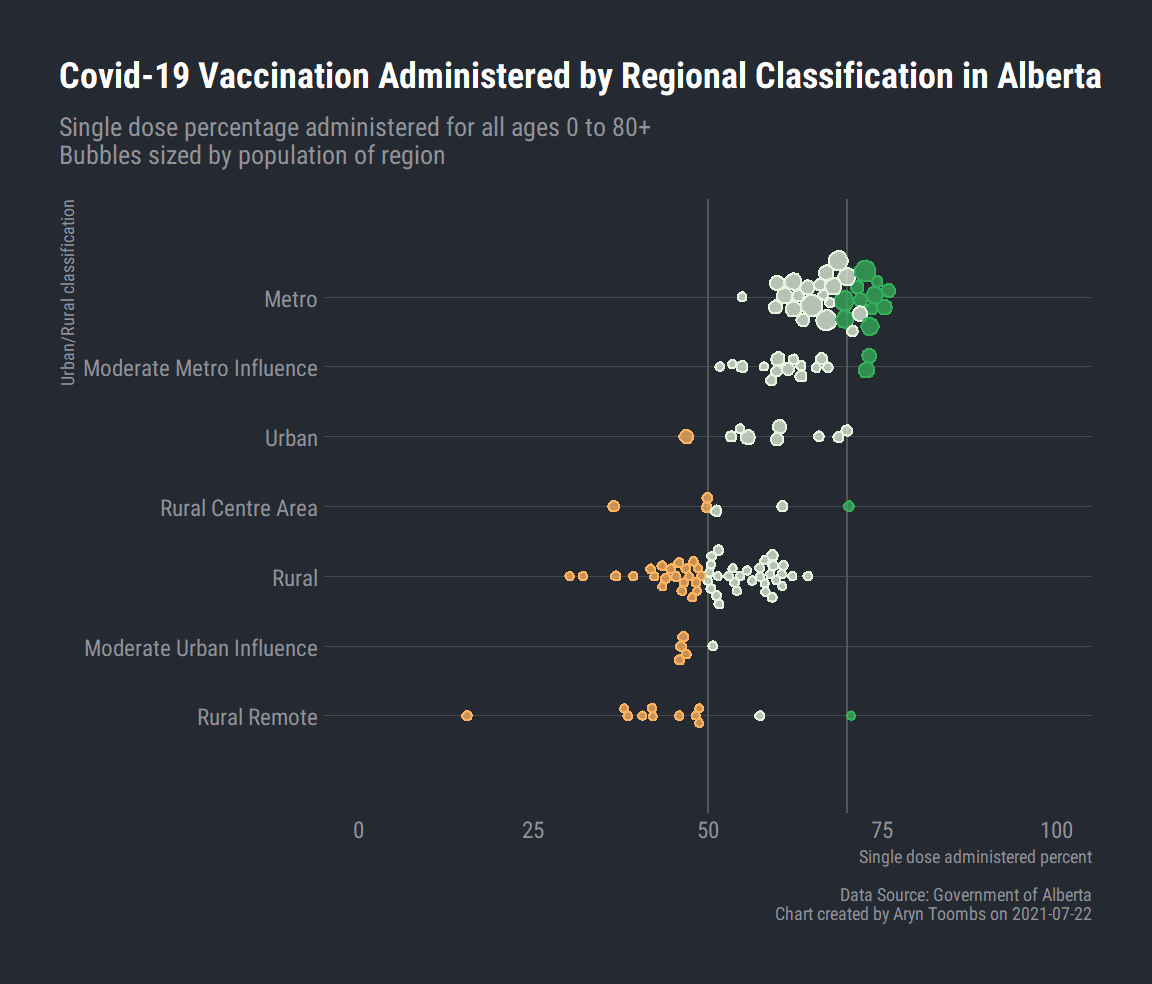 Covid-19 Vaccination Administered by Regional Classification in Alberta
Single dose percentage administered for all ages 0 to 80+
Bubbles sized by population of region
Urban/Rural classification
Metro
Moderate Metro Influence
Urban
Rural Centre Area
Rural
Moderate Urban Influence
Rural Remote
0 25 50 75 100
Single dose administered percent
Data Source: Government of Alberta
Chart created by Aryn Toombs on 2021-07-22